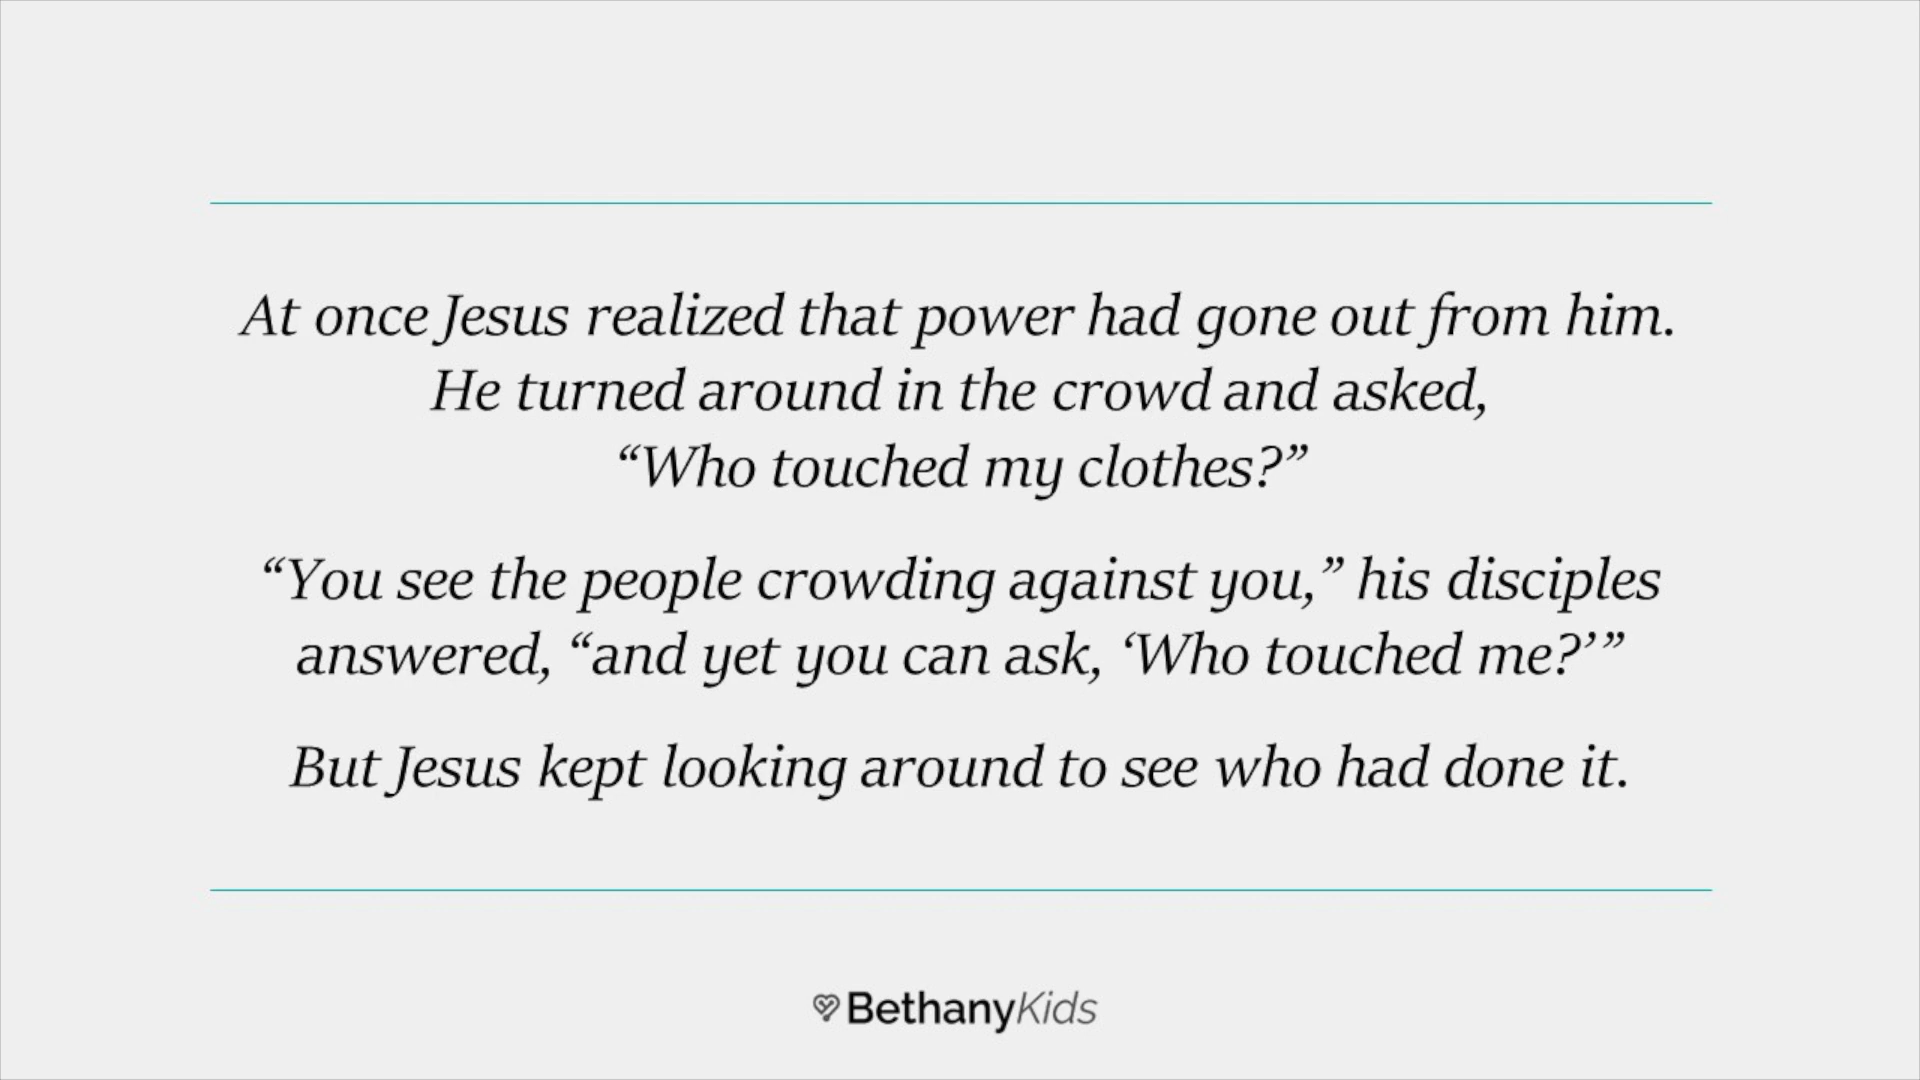 At once Jesus realized that power had gone out from him.
He turned around in the crowd and asked,
“Who touched my clothes?”
“You see the people crowding against you,” his disciples
answered, “and yet you can ask, ‘Who touched me?’”
But Jesus kept looking around to see who had done it.
BethanyKids